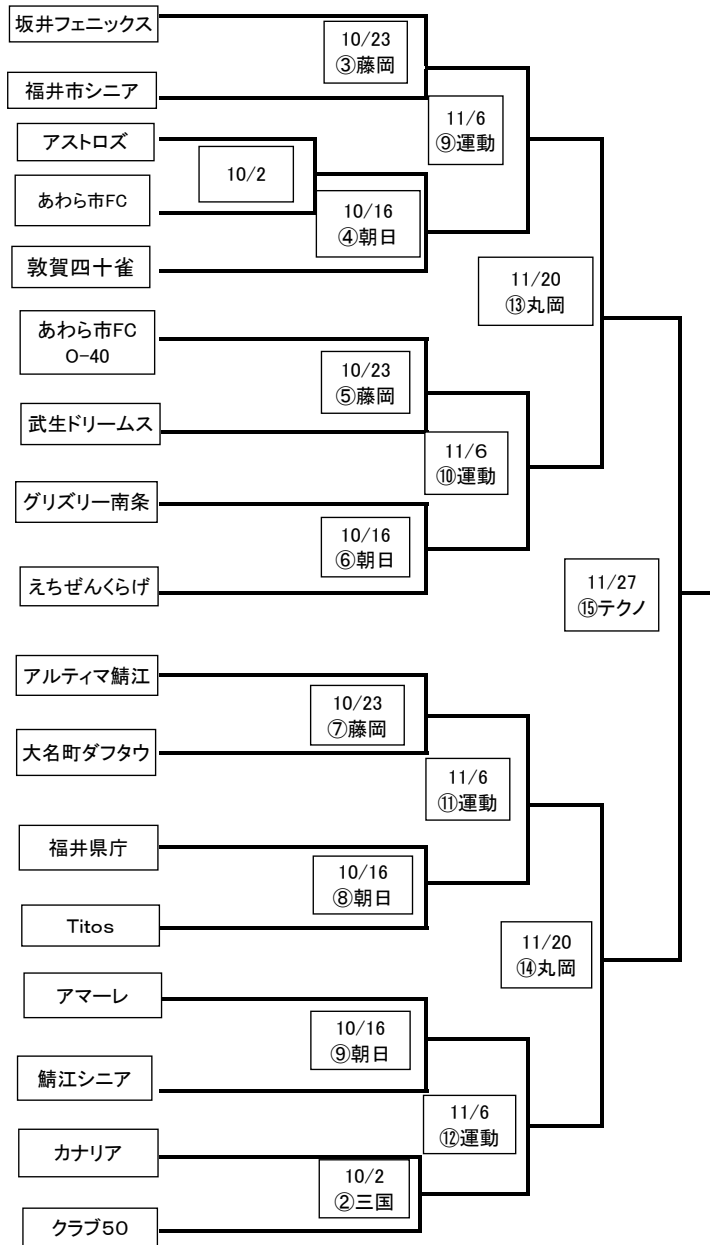 坂井フェニックス
10/23
③藤岡
福井市シニア
11/6
⑨運動
アストロズ
10/2
あわら市FC
10/16
④朝日
敦賀四十雀
11/20
⑬丸岡
あわら市FC
O-40
10/23
⑤藤岡
武生ドリームス
11/6
⑩運動
グリズリー南条
10/16
⑥朝日
えちぜんくらげ
11/27
⑮テクノ
アルティマ鯖江
10/23
⑦藤岡
大名町ダフタウ
11/6
⑪運動
福井県庁
10/16
⑧朝日
Titos
11/20
⑭丸岡
アマーレ
10/16
⑨朝日
鯖江シニア
11/6
⑫運動
カナリア
10/2
②三国
クラブ50